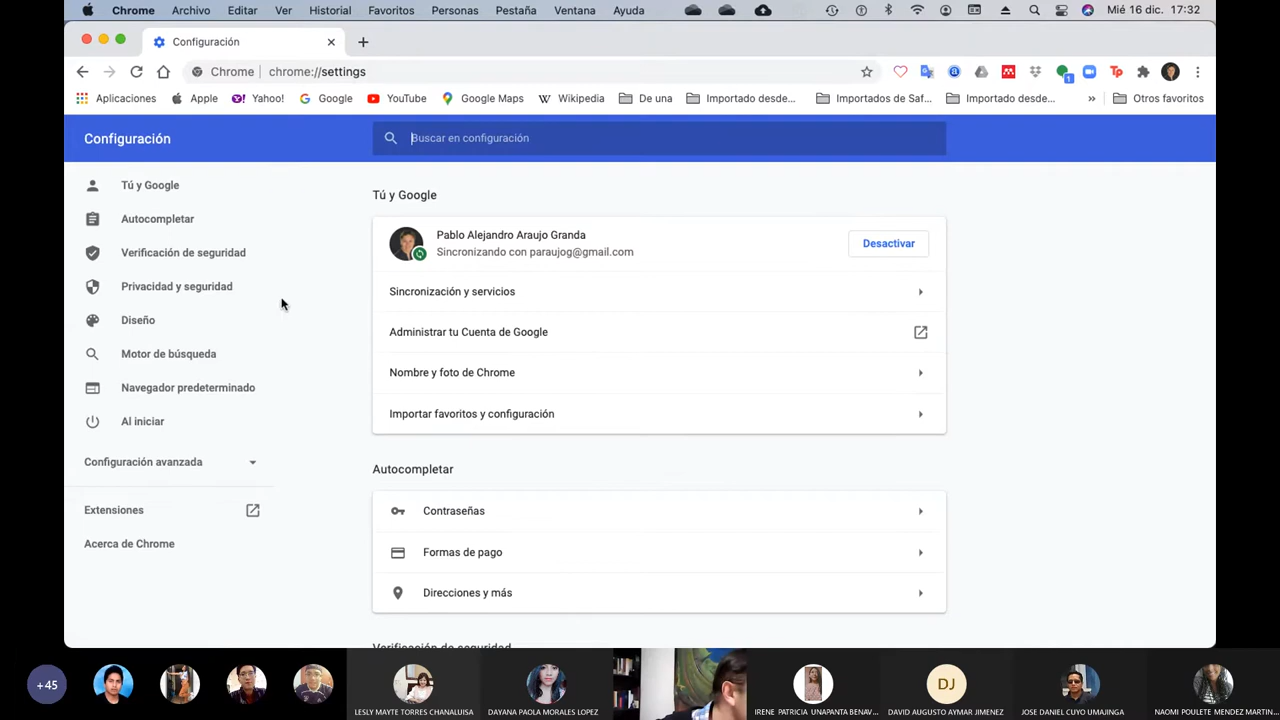 Chrome Archivo Editar Ver Historial Favoritos Personas Pestaña Ventana Ayuda Mié 16 dic. 17:32
Configuración
Chrome chrome://settings
1
Aplicaciones Apple Yahoo! Google YouTube Google Maps Wikipedia De una Importado desde... Importados de Saf... Importado desde... » Otros favoritos
Configuración
Buscar en configuración
Tú y Google
Autocompletar
Verificación de seguridad
Privacidad y seguridad
Diseño
Motor de búsqueda
Navegador predeterminado
Al iniciar
Configuración avanzada
Extensiones
Acerca de Chrome
Tú y Google
Pablo Alejandro Araujo Granda
Sincronizando con paraujog@gmail.com
Desactivar
Sincronización y servicios
Administrar tu Cuenta de Google
Nombre y foto de Chrome
Importar favoritos y configuración
Autocompletar
Contraseñas
Formas de pago
Direcciones y más
Verificación de seguridad
+45
DJ
LESLY MAYTE TORRES CHANALUISA DAYANA PAOLA MORALES LOPEZ IRENE PATRICIA UNAPANTA BENAV... DAVID AUGUSTO AYMAR JIMENEZ JOSE DANIEL CUYO UMAJINGA NAOMI POULETE MENDEZ MARTIN...